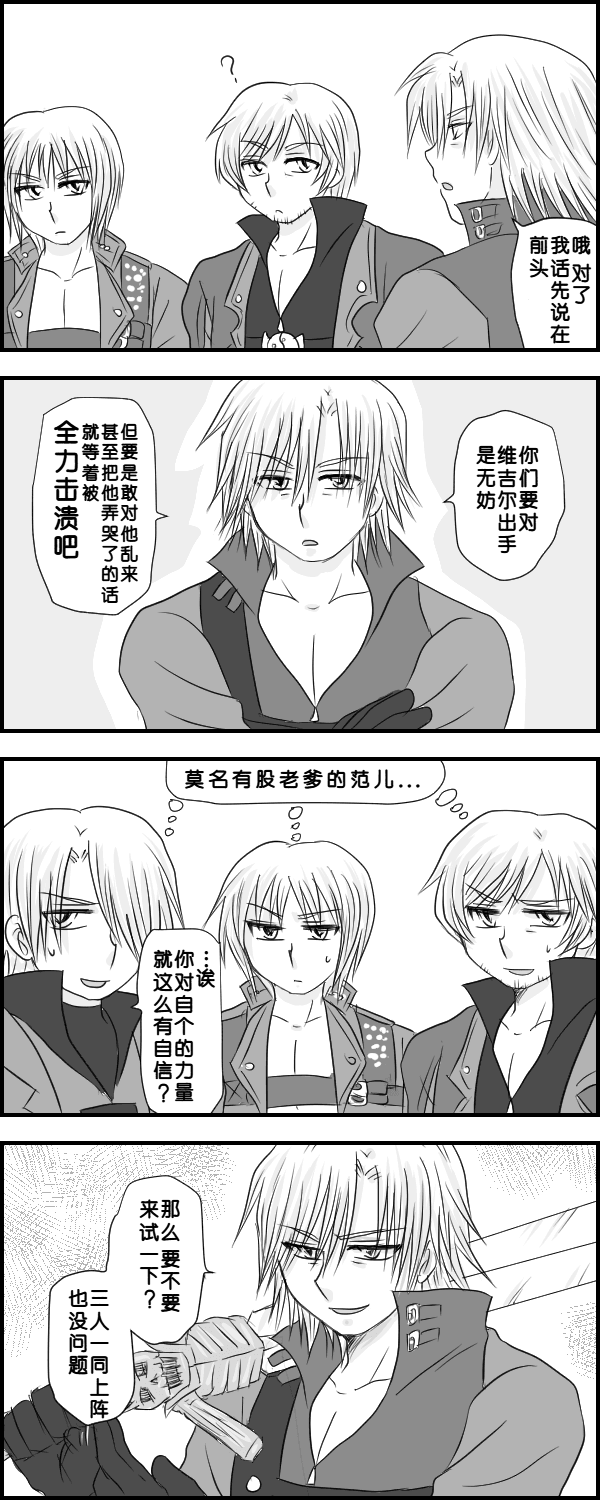 ?
哦 对了
我话先说在
前头
你们要对
维吉尔出手
是无妨
但要是敢对他乱来
甚至把他弄哭了的话
就等着被
全力击溃吧
莫名有股老爹的范儿...
…诶
你对自个的力量
就这么有自信？
那么要不要
来试一下？
三人一同上阵
也没问题